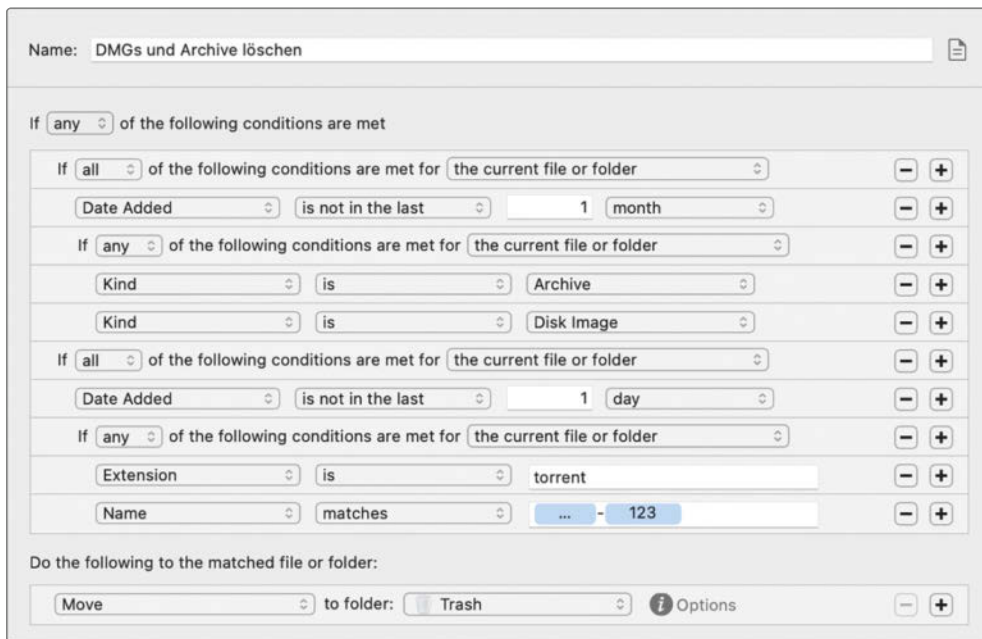 Name: DMGs und Archive löschen
If any of the following conditions are met
If all of the following conditions are met for the current file or folder
Date Added is not in the last 1 month
If any of the following conditions are met for the current file or folder
Kind is Archive
Kind is Disk Image
If all of the following conditions are met for the current file or folder
Date Added is not in the last 1 day
If any of the following conditions are met for the current file or folder
Extension is torrent
Name matches ... - 123
Do the following to the matched file or folder:
Move to folder: Trash i Options